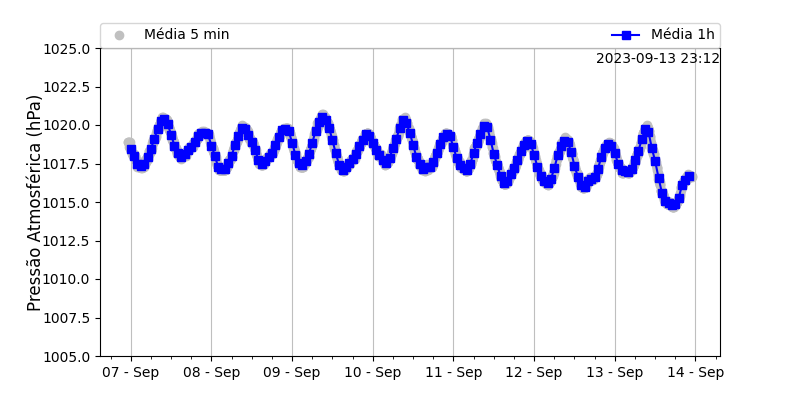 Média 5 min
Média 1h
2023-09-13 23:12
Pressão Atmosférica (hPa)
1025.0
1022.5
1020.0
1017.5
1015.0
1012.5
1010.0
1007.5
1005.0
07 - Sep
08 - Sep
09 - Sep
10 - Sep
11 - Sep
12 - Sep
13 - Sep
14 - Sep